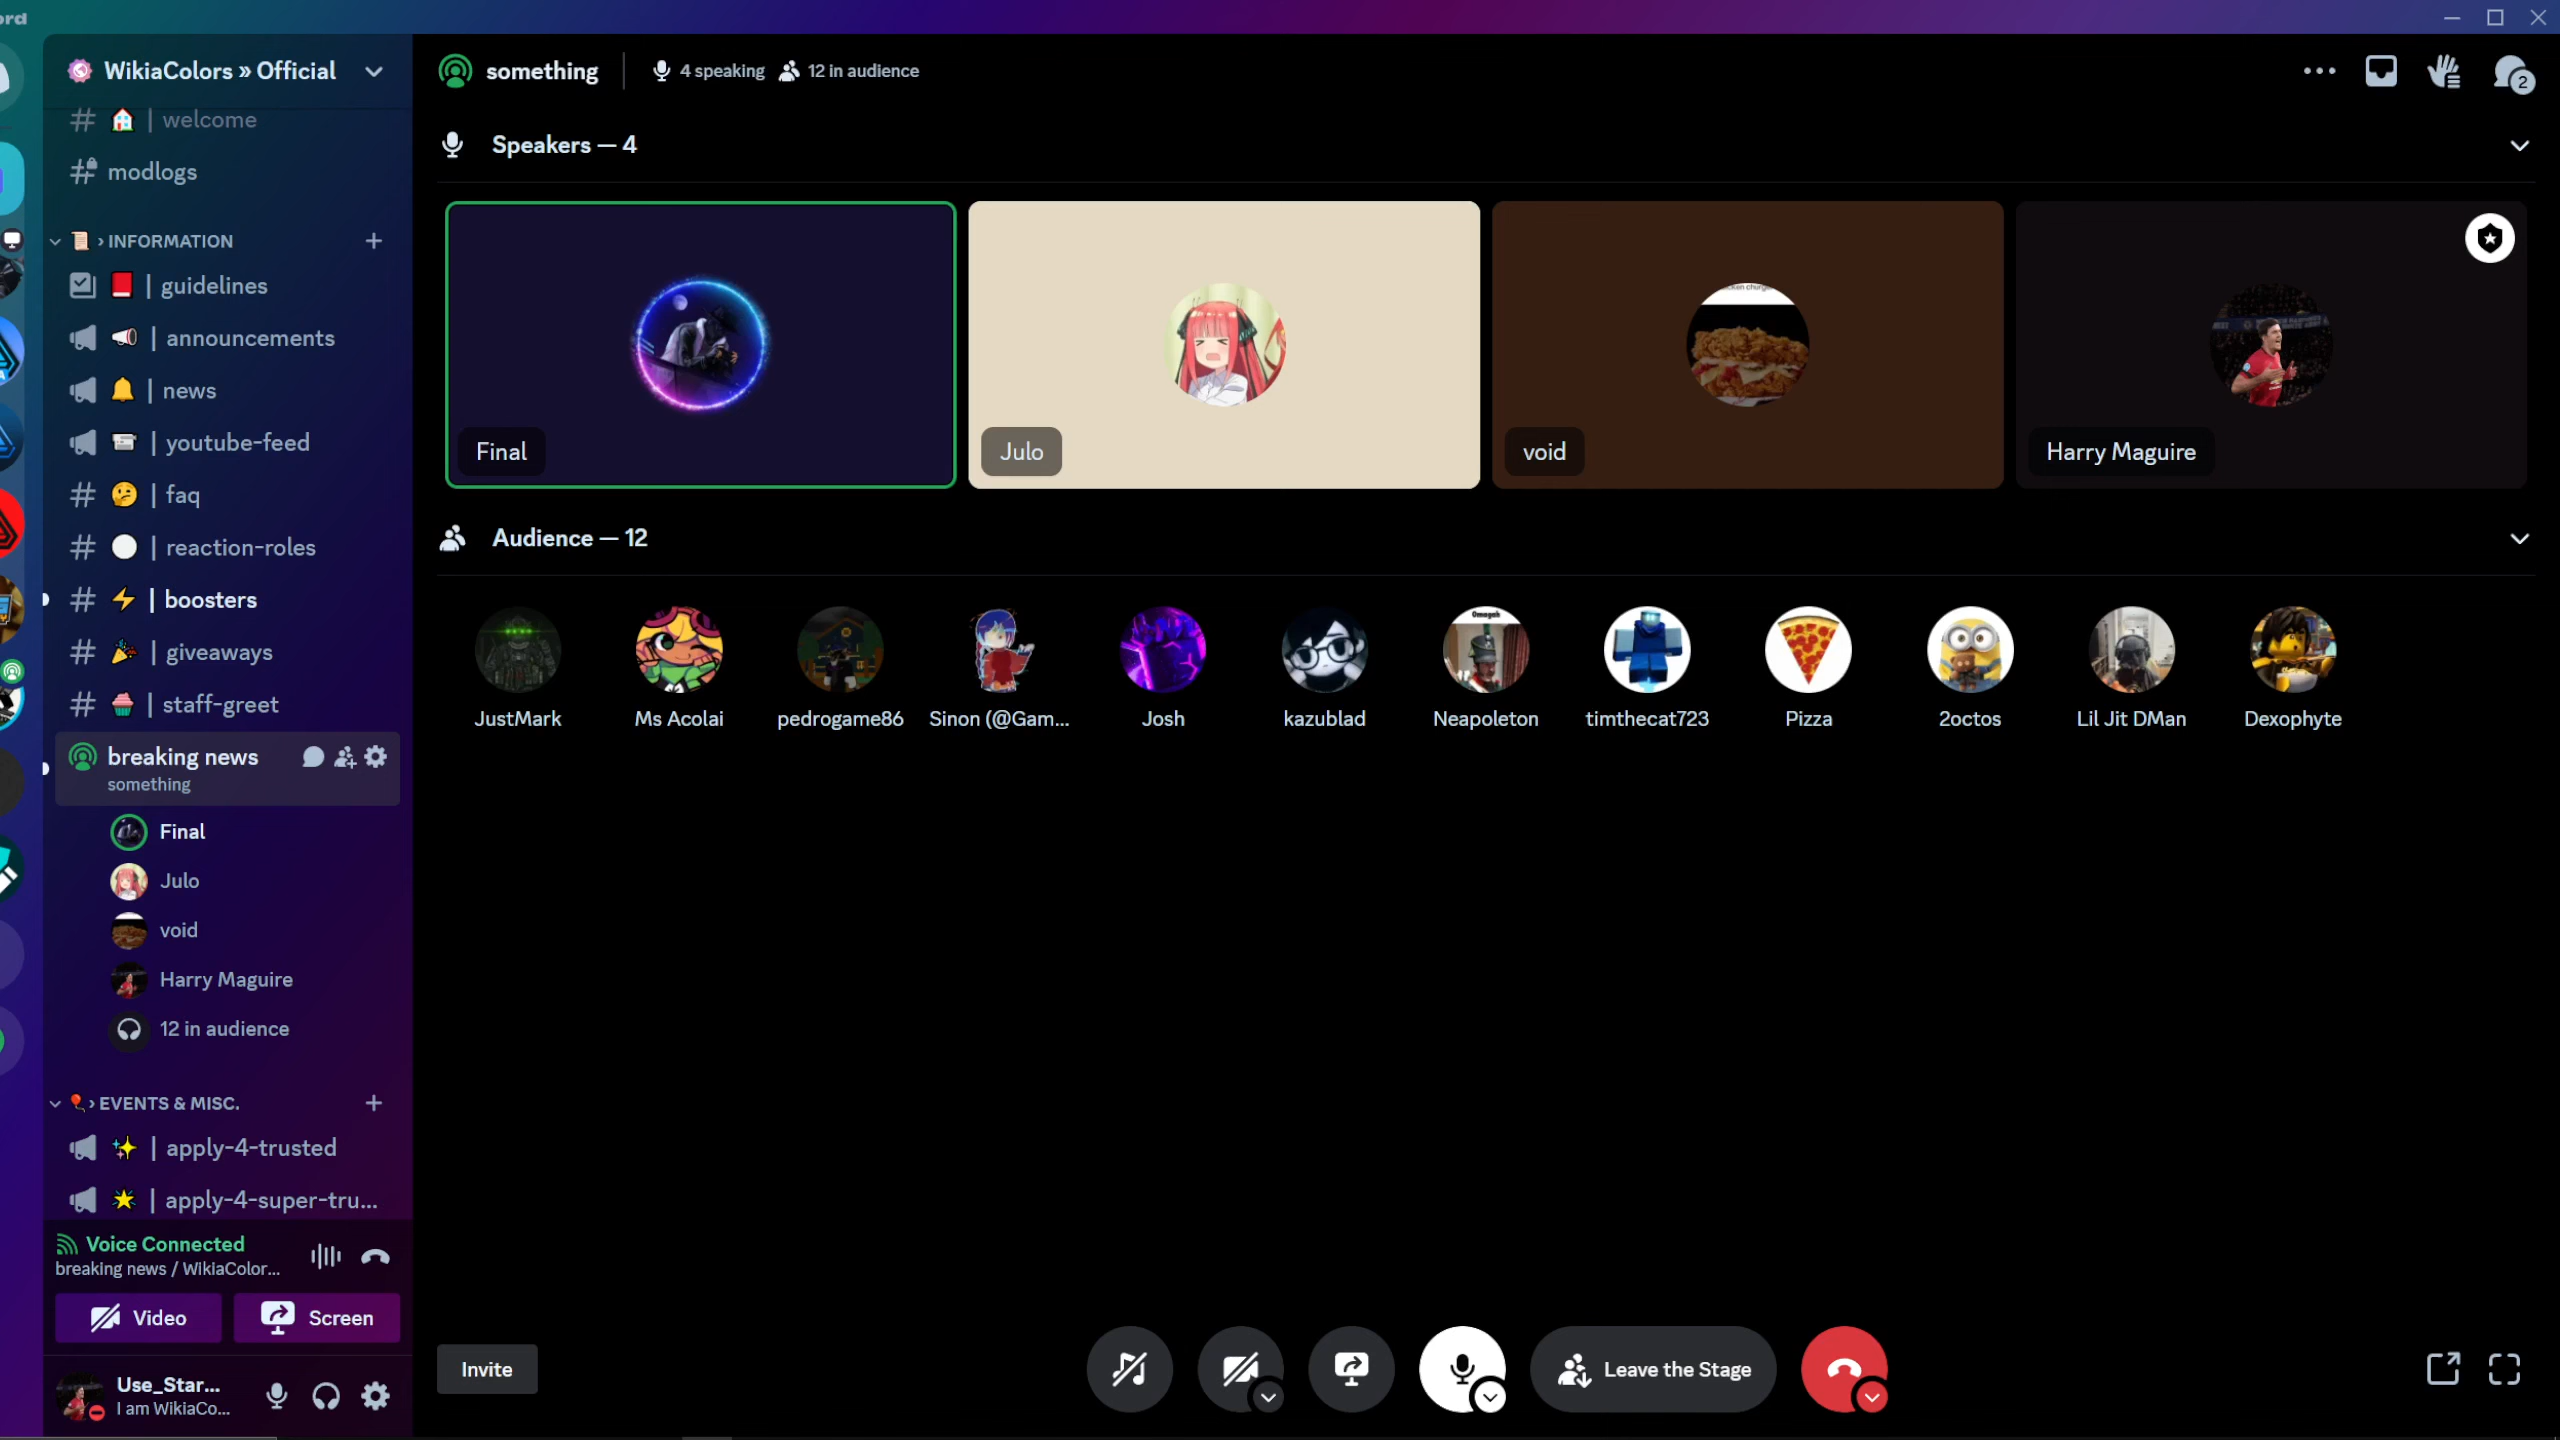 ord
WikiaColors » Official
something
4 speaking
12 in audience
welcome
modlogs
› INFORMATION
| guidelines
| announcements
| news
| youtube-feed
| faq
| reaction-roles
| boosters
| giveaways
| staff-greet
breaking news
something
Final
Julo
void
Harry Maguire
12 in audience
› EVENTS & MISC.
| apply-4-trusted
| apply-4-super-tru...
Voice Connected
breaking news / WikiaColor...
Video
Screen
Use_Star...
I am WikiaCo...
2
Speakers — 4
Final
Julo
void
Harry Maguire
Audience — 12
JustMark
Ms Acolai
pedrogame86
Sinon (@Gam...
Josh
kazublad
Omagah
Neapoleton
timthecat723
Pizza
2octos
Lil Jit DMan
Dexophyte
Invite
Leave the Stage